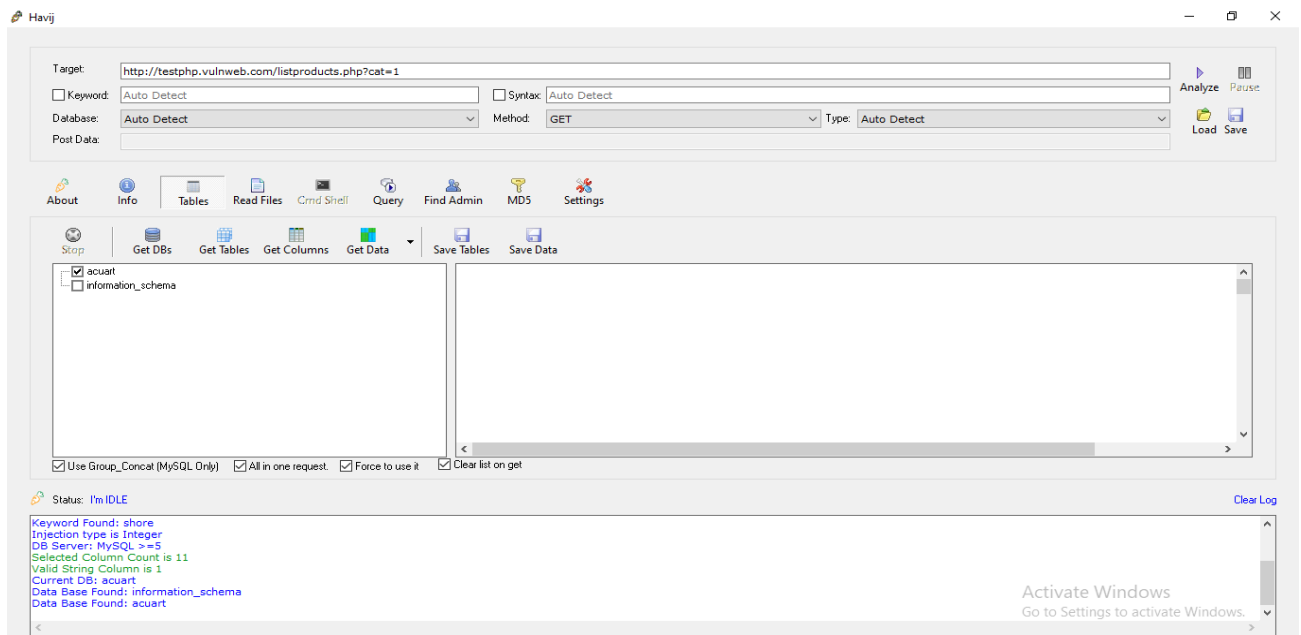 Havij
Target:
http://testphp.vulnweb.com/listproducts.php?cat=1
Analyze Pause
Keyword: Auto Detect Syntax: Auto Detect
Database: Auto Detect Method: GET Type: Auto Detect
Load Save
Post Data:
About Info Tables Read Files Cmd Shell Query Find Admin MD5 Settings
Stop Get DBs Get Tables Get Columns Get Data Save Tables Save Data
acuart
information_schema
Use Group_Concat (MySQL Only) All in one request. Force to use it Clear list on get
Status: I'm IDLE Clear Log
Keyword Found: shore
Injection type is Integer
DB Server: MySQL >=5
Selected Column Count is 11
Valid String Column is 1
Current DB: acuart
Data Base Found: information_schema
Data Base Found: acuart
Activate Windows
Go to Settings to activate Windows.